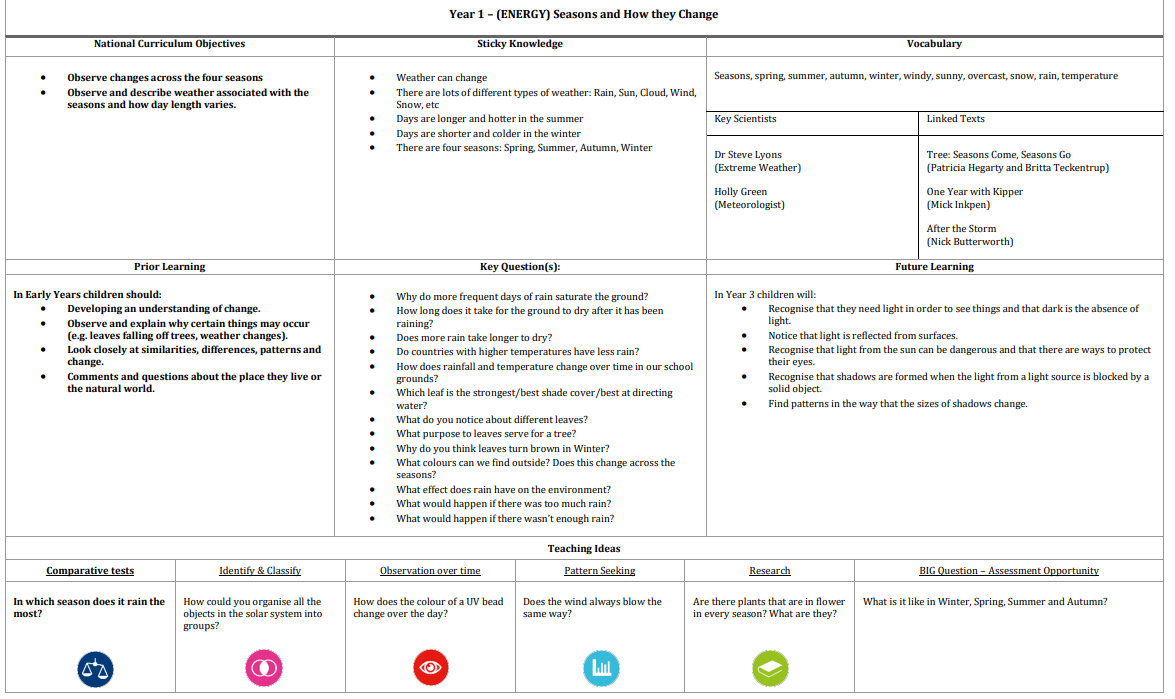 Year 1 – (ENERGY) Seasons and How they Change
National Curriculum Objectives
Sticky Knowledge
Vocabulary
• Observe changes across the four seasons
• Observe and describe weather associated with the
seasons and how day length varies.
• Weather can change
• There are lots of different types of weather: Rain, Sun, Cloud, Wind,
Snow, etc
• Days are longer and hotter in the summer
• Days are shorter and colder in the winter
• There are four seasons: Spring, Summer, Autumn, Winter
Seasons, spring, summer, autumn, winter, windy, sunny, overcast, snow, rain, temperature
Key Scientists
Linked Texts
Dr Steve Lyons
(Extreme Weather)
Holly Green
(Meteorologist)
Tree: Seasons Come, Seasons Go
(Patricia Hegarty and Britta Teckentrup)
One Year with Kipper
(Mick Inkpen)
After the Storm
(Nick Butterworth)
Prior Learning
Key Question(s):
Future Learning
In Early Years children should:
• Developing an understanding of change.
• Observe and explain why certain things may occur
(e.g. leaves falling off trees, weather changes).
• Look closely at similarities, differences, patterns and
change.
• Comments and questions about the place they live or
the natural world.
• Why do more frequent days of rain saturate the ground?
• How long does it take for the ground to dry after it has been
raining?
• Does more rain take longer to dry?
• Do countries with higher temperatures have less rain?
• How does rainfall and temperature change over time in our school
grounds?
• Which leaf is the strongest/best shade cover/best at directing
water?
• What do you notice about different leaves?
• What purpose to leaves serve for a tree?
• Why do you think leaves turn brown in Winter?
• What colours can we find outside? Does this change across the
seasons?
• What effect does rain have on the environment?
• What would happen if there was too much rain?
• What would happen if there wasn't enough rain?
In Year 3 children will:
• Recognise that they need light in order to see things and that dark is the absence of
light.
• Notice that light is reflected from surfaces.
• Recognise that light from the sun can be dangerous and that there are ways to protect
their eyes.
• Recognise that shadows are formed when the light from a light source is blocked by a
solid object.
• Find patterns in the way that the sizes of shadows change.
Teaching Ideas
Comparative tests
Identify & Classify
Observation over time
Pattern Seeking
Research
BIG Question – Assessment Opportunity
In which season does it rain the
most?
How could you organise all the
objects in the solar system into
groups?
How does the colour of a UV bead
change over the day?
Does the wind always blow the
same way?
Are there plants that are in flower
in every season? What are they?
What is it like in Winter, Spring, Summer and Autumn?